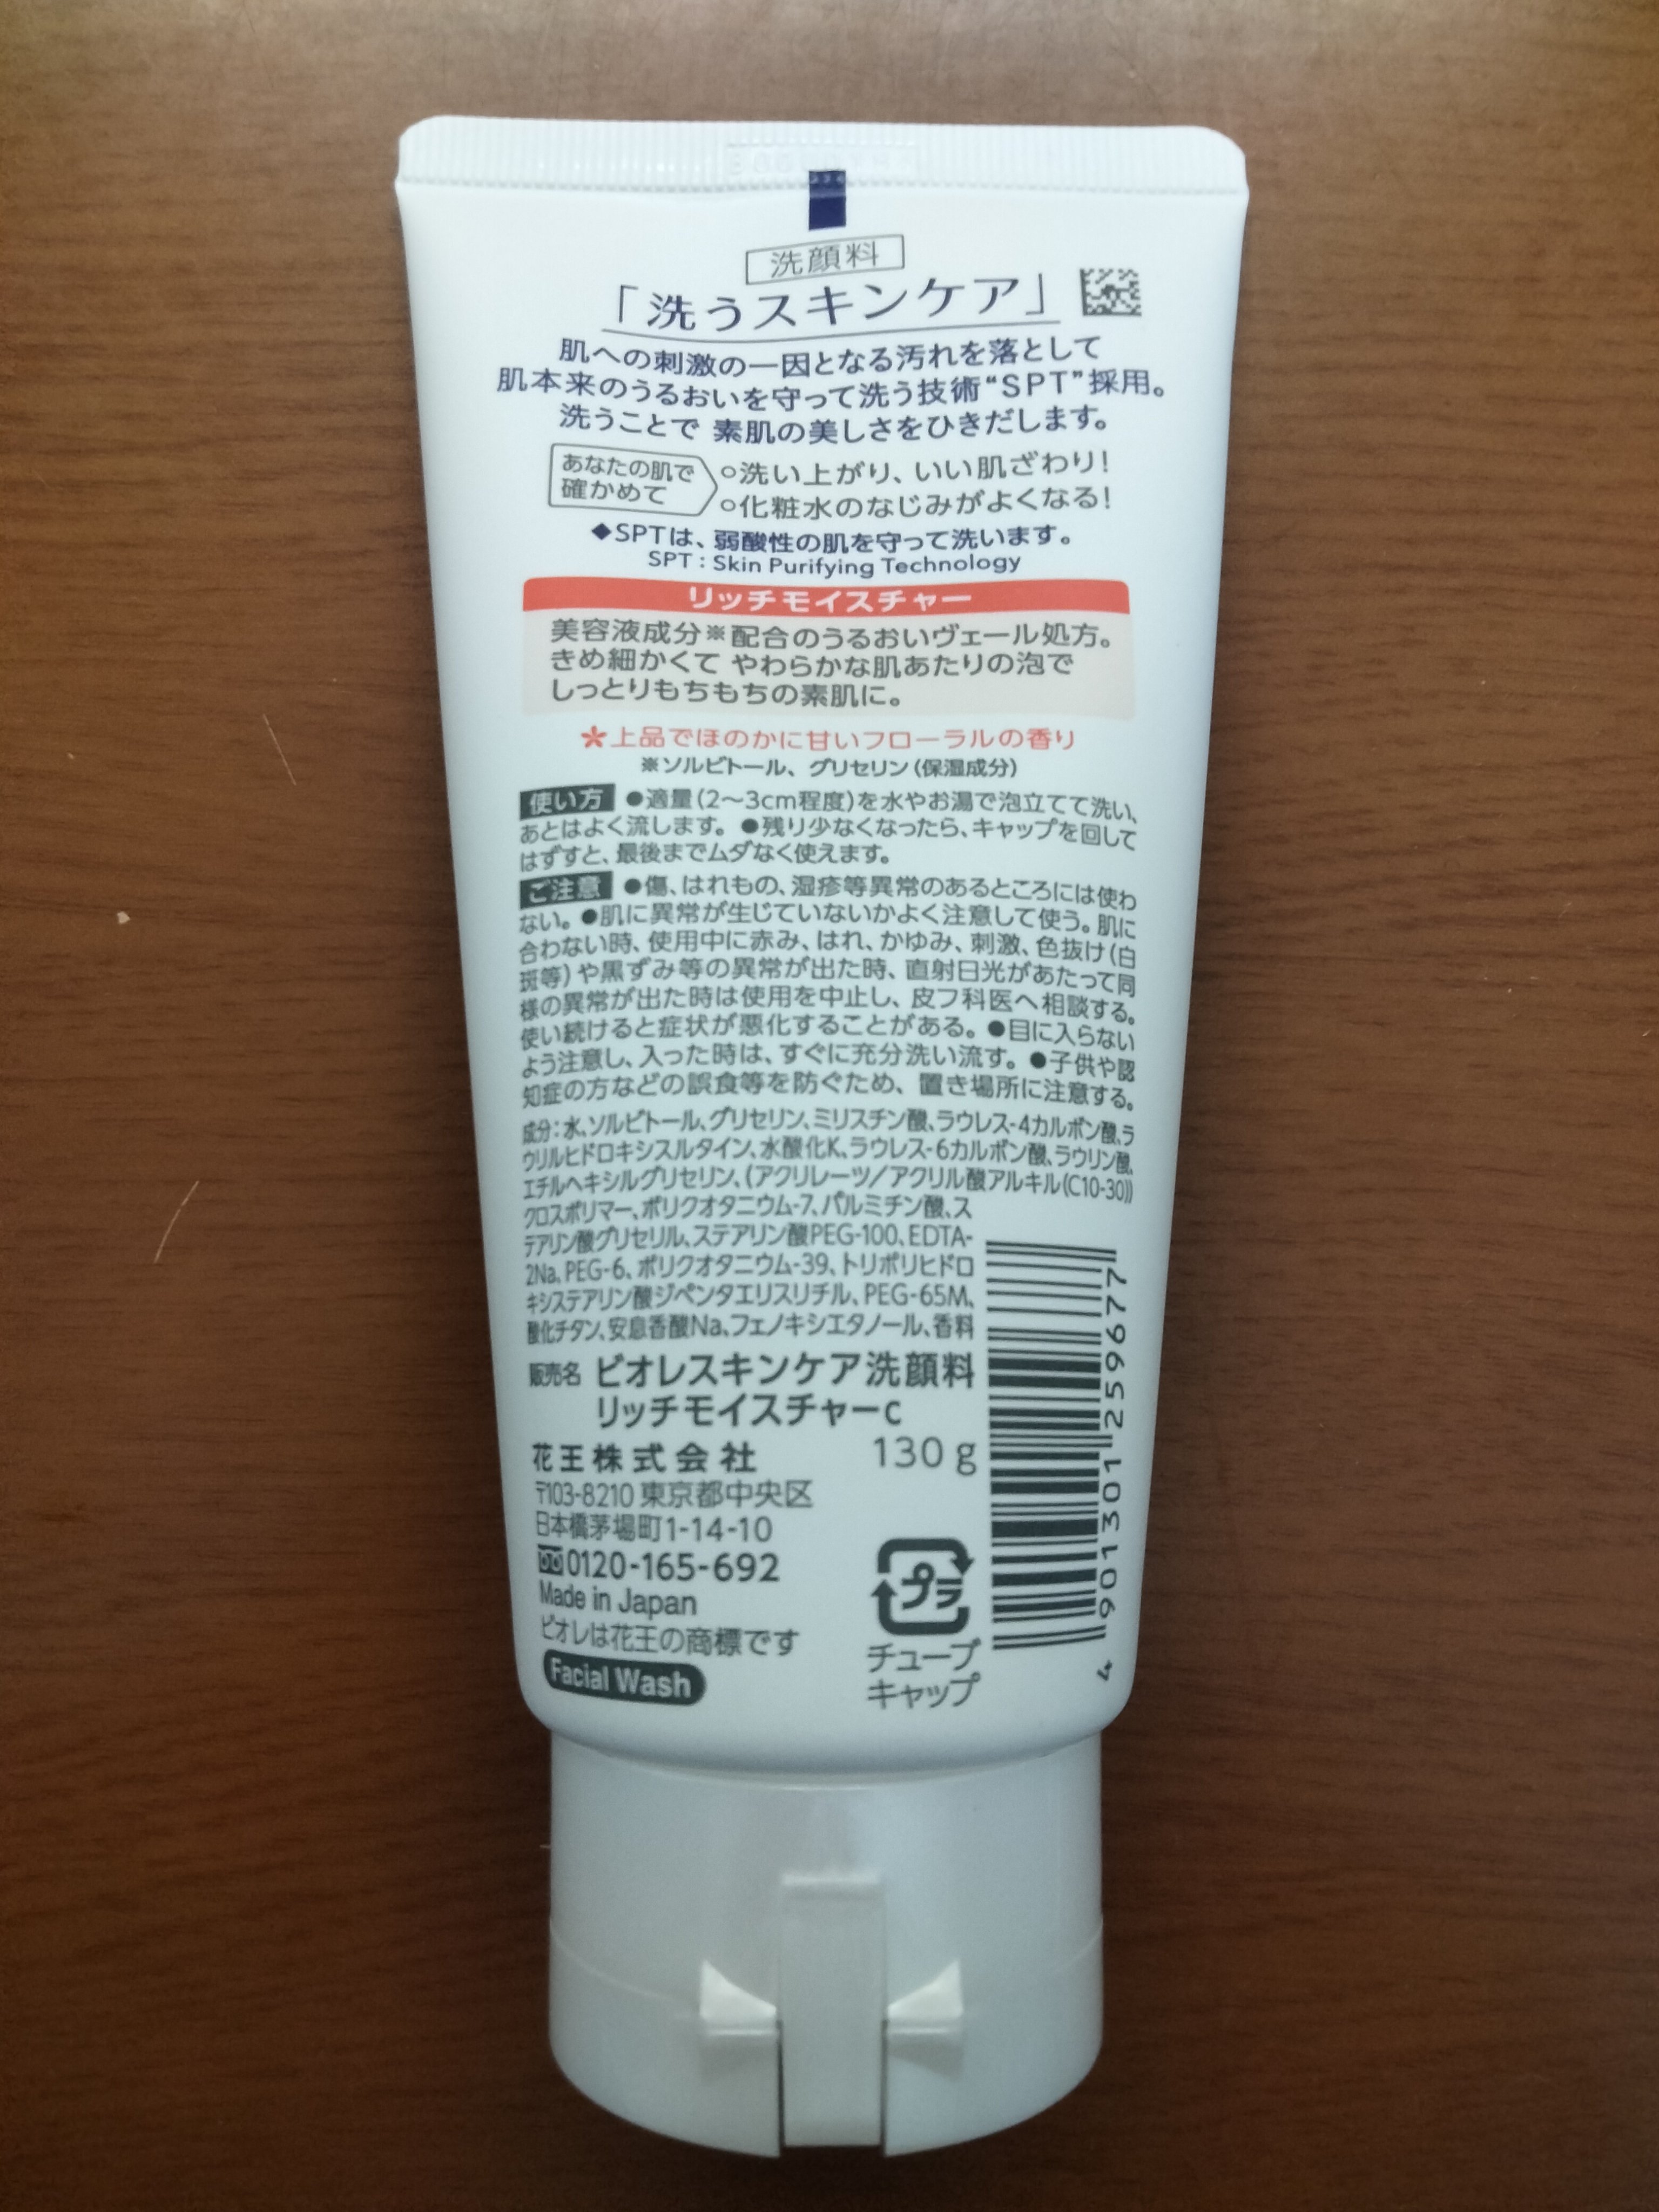 洗顔料
「洗うスキンケア」
肌への刺激の一因となる汚れを落として
肌本来のうるおいを守って洗う技術“SPT”採用。
洗うことで 素肌の美しさをひきだします。
あなたの肌で
確かめて
○洗い上がり、いい肌ざわり!
○化粧水のなじみがよくなる!
◆SPTは、弱酸性の肌を守って洗います。
SPT : Skin Purifying Technology
リッチモイスチャー
美容液成分※配合のうるおいヴェール処方。
きめ細かくて やわらかな肌あたりの泡で
しっとりもちもちの素肌に。
*上品でほのかに甘いフローラルの香り
※ソルビトール、グリセリン(保湿成分)
使い方 ●適量(2〜3cm程度)を水やお湯で泡立てて洗い、
あとはよく流します。 ●残り少なくなったら、キャップを回して
はずすと、最後までムダなく使えます。
ご注意 ●傷、はれもの、湿疹等異常のあるところには使わ
ない。●肌に異常が生じていないかよく注意して使う。肌に
合わない時、使用中に赤み、はれ、かゆみ、刺激、色抜け(白
斑等)や黒ずみ等の異常が出た時、直射日光があたって同
様の異常が出た時は使用を中止し、皮フ科医へ相談する。
使い続けると症状が悪化することがある。●目に入らない
よう注意し、入った時は、すぐに充分洗い流す。●子供や認
知症の方などの誤食等を防ぐため、置き場所に注意する。
成分:水、ソルビトール、グリセリン、ミリスチン酸、ラウレス-4カルボン酸、ラ
ウリルヒドロキシスルタイン、水酸化K、ラウレス-6カルボン酸、ラウリン酸、
エチルヘキシルグリセリン、(アクリレーツ/アクリル酸アルキル(C10-30))
クロスポリマー、ポリクオタニウム-7、パルミチン酸、ス
テアリン酸グリセリル、ステアリン酸PEG-100、EDTA-
2Na、PEG-6、ポリクオタニウム-39、トリポリヒドロ
キシステアリン酸ジペンタエリスリチル、PEG-65M、
酸化チタン、安息香酸Na、フェノキシエタノール、香料
販売名 ビオレスキンケア洗顔料
リッチモイスチャーc
花王株式会社 130 g
〒103-8210 東京都中央区
日本橋茅場町1-14-10
0120-165-692
Made in Japan
ビオレは花王の商標です
Facial Wash
プラ
チューブ
キャップ
4 901301 259677